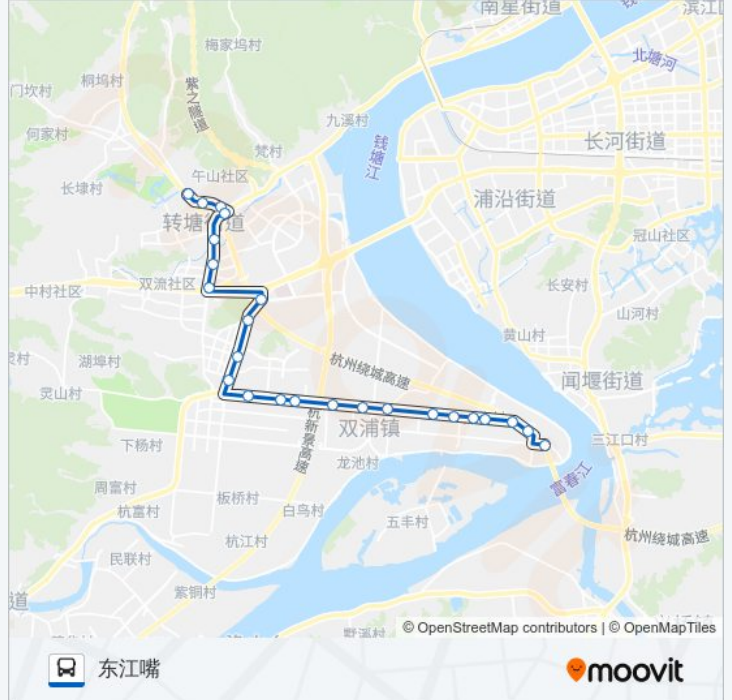 南星街道
滨江
钱
梅家坞村
北塘河
桐坞村
门坎村
紫之隧道
九溪村
何家村
钱塘江
长河街道
梵村
午山社区
长埭村
浦沿街道
转塘街道
冠山社区
双流社区
中村社区
长安村
山河村
黄山村
湖埠村
杭州绕城高速
灵山村
闻堰街道
杭新景高速
双浦镇
下杨村
三江口村
龙池村
富春江
周富村
板桥村
白鸟村
杭富村
五丰村
杭江村
杭州绕城高速
民联村
紫铜村
道
墅溪村
© OpenStreetMap contributors | © OpenMapTiles
东江嘴
moovit